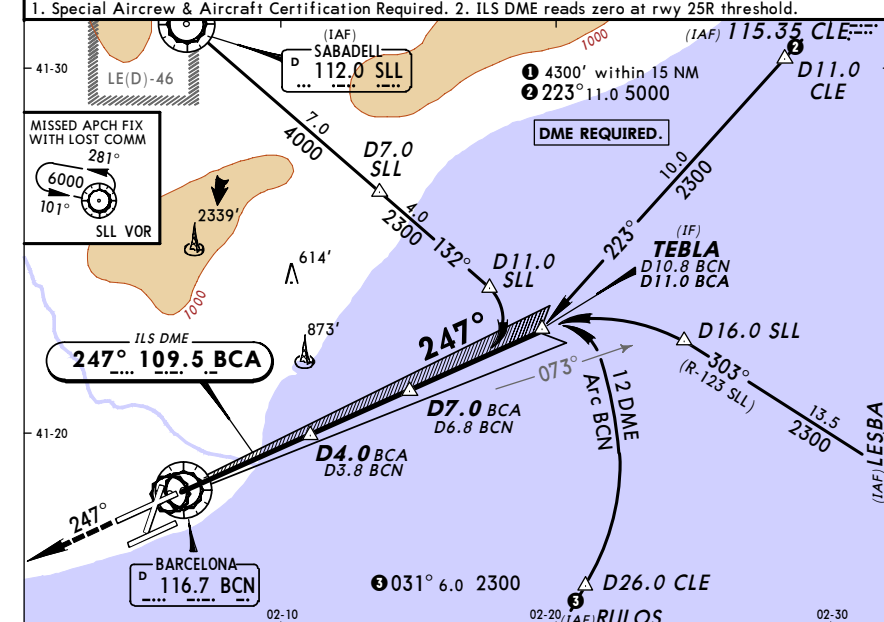 1. Special Aircrew & Aircraft Certification Required. 2. ILS DME reads zero at rwy 25R threshold.
(IAF)
SABADELL
D 112.0 SLL
41-30
LE(D)-46
1000
1 4300' within 15 NM
2 223° 11.0 5000
DME REQUIRED.
(IAF) 115.35 CLE
2
D11.0
CLE
MISSED APCH FIX
WITH LOST COMM
281°
6000
101°
SLL VOR
7.0
4000
D7.0
SLL
4.0
2300
132°
D11.0
SLL
10.0
2300
223°
(IF)
TEBLA
D10.8 BCN
D11.0 BCA
2339'
614'
1000
873'
ILS DME
247° 109.5 BCA
247°
073°
D16.0 SLL
303°
(R-123 SLL)
13.5
2300
(IAF) LESBA
12 DME
Arc BCN
D7.0 BCA
D6.8 BCN
41-20
D4.0 BCA
D3.8 BCN
247°
BARCELONA
D 116.7 BCN
3 031° 6.0 2300
D26.0 CLE
3
(IAF) RULOS
02-10
02-20
02-30